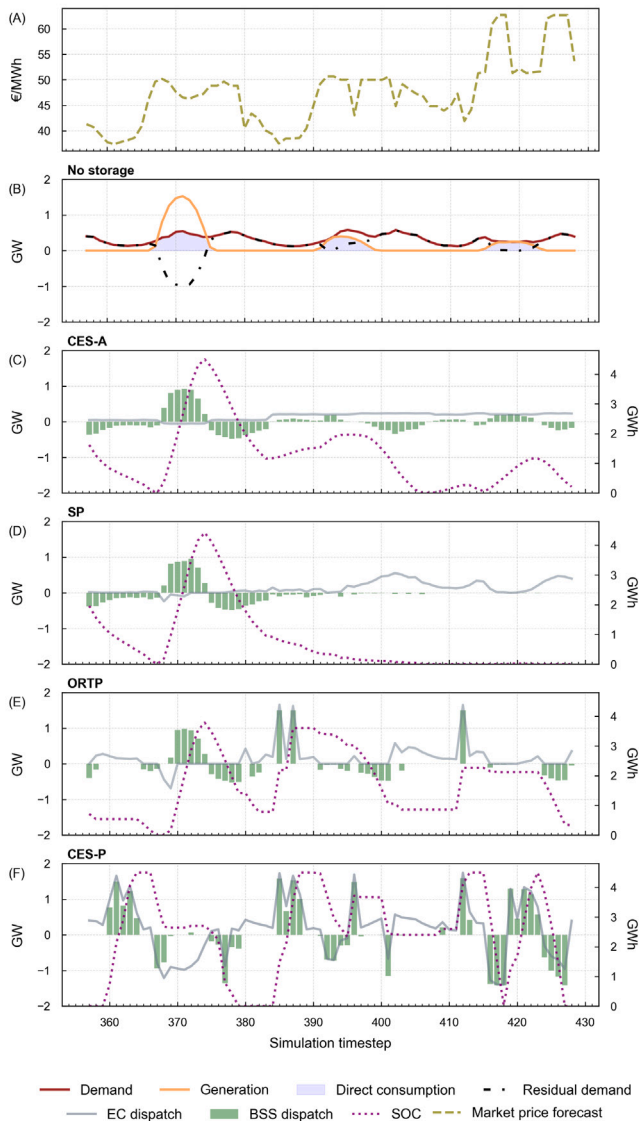 (A)
60
50
40
€/MWh
No storage
(B)
2
1
0
−1
−2
GW
CES-A
(C)
2
1
0
−1
−2
GW
4
3
2
1
0
GWh
SP
(D)
2
1
0
−1
−2
GW
4
3
2
1
0
GWh
ORTP
(E)
2
1
0
−1
−2
GW
4
3
2
1
0
GWh
CES-P
(F)
2
1
0
−1
−2
GW
4
3
2
1
0
GWh
360 370 380 390 400 410 420 430
Simulation timestep
Demand Generation Direct consumption Residual demand
EC dispatch BSS dispatch SOC Market price forecast